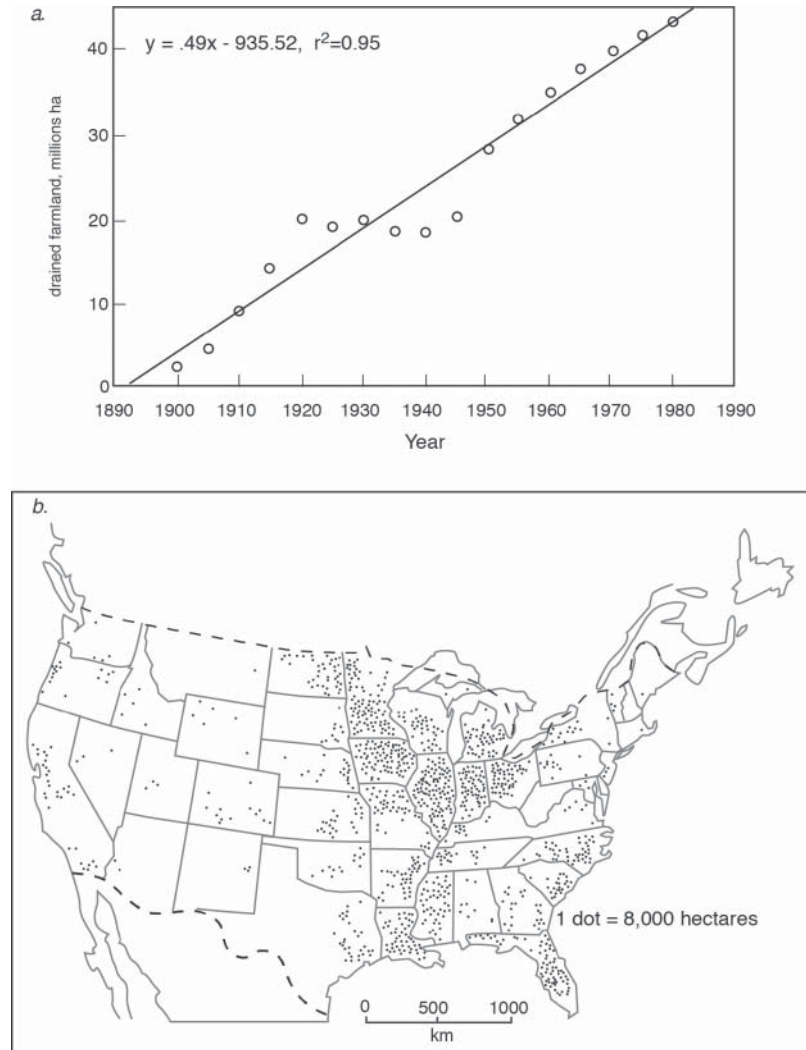 a.
y = .49x - 935.52, r²=0.95
drained farmland, millions ha
40
30
20
10
0
1890 1900 1910 1920 1930 1940 1950 1960 1970 1980 1990
Year
b.
1 dot = 8,000 hectares
0 500 1000
km